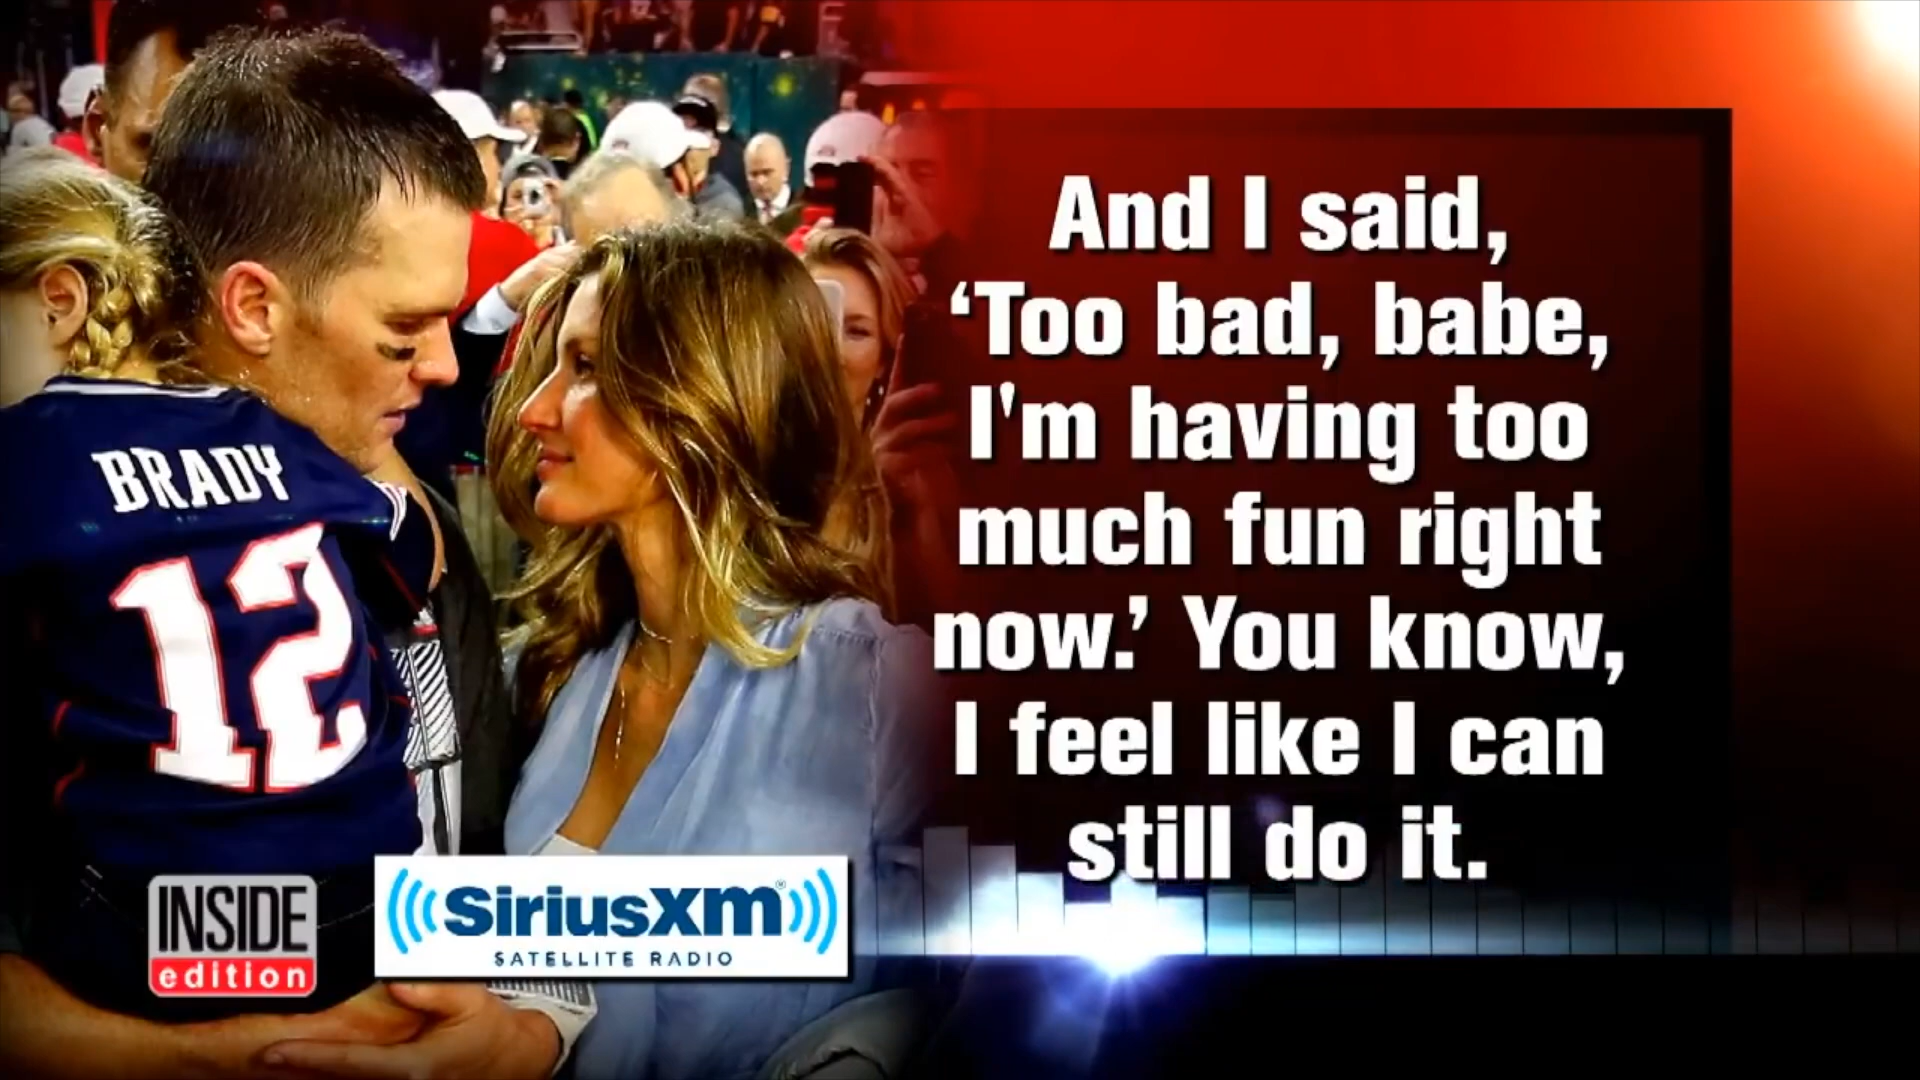 And I said,
‘Too bad, babe,
I'm having too
much fun right
now.’ You know,
I feel like I can
still do it.
BRADY
12
INSIDE
edition
SiriusXM
SATELLITE RADIO